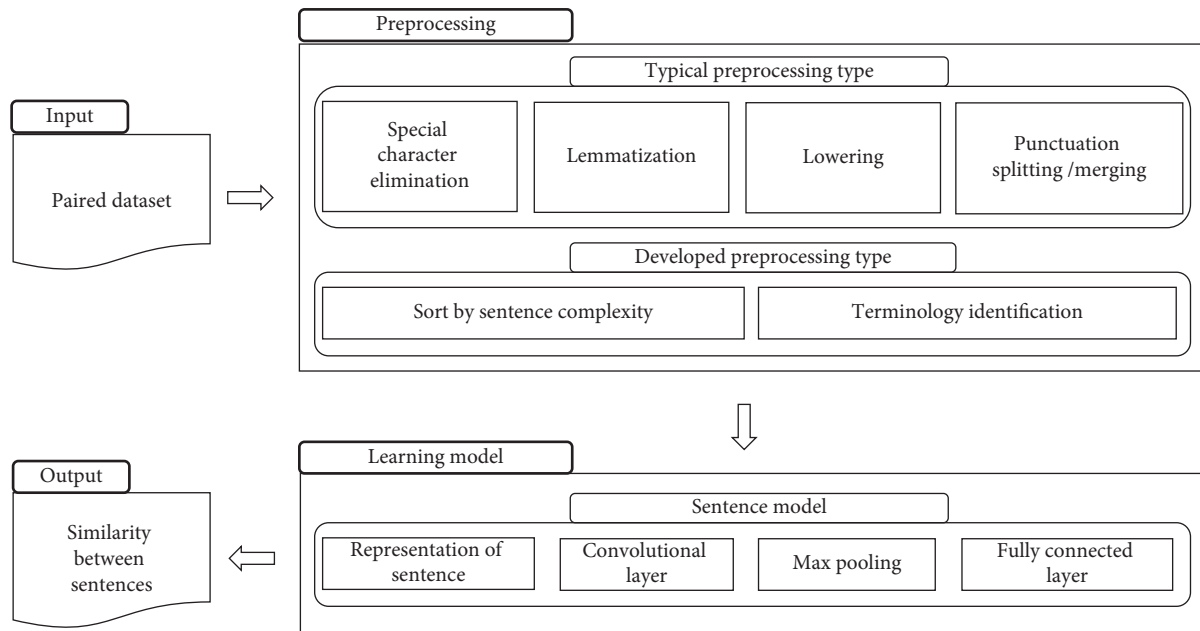 Preprocessing
Typical preprocessing type
Input
Paired dataset
Special
character
elimination
Lemmatization
Lowering
Punctuation
splitting /merging
Developed preprocessing type
Sort by sentence complexity
Terminology identification
Learning model
Output
Similarity
between
sentences
Sentence model
Representation of
sentence
Convolutional
layer
Max pooling
Fully connected
layer